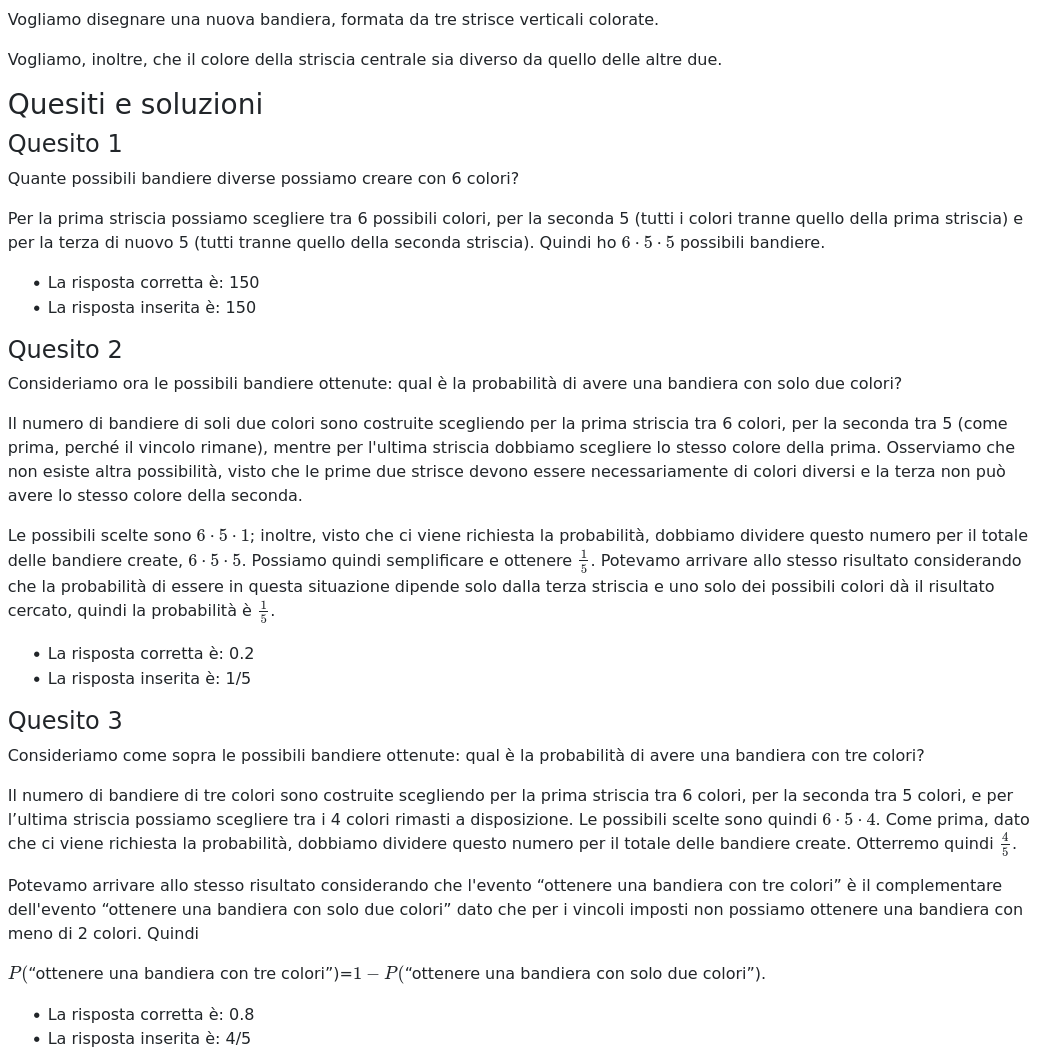 Vogliamo disegnare una nuova bandiera, formata da tre strisce verticali colorate.
Vogliamo, inoltre, che il colore della striscia centrale sia diverso da quello delle altre due.
Quesiti e soluzioni
Quesito 1
Quante possibili bandiere diverse possiamo creare con 6 colori?
Per la prima striscia possiamo scegliere tra 6 possibili colori, per la seconda 5 (tutti i colori tranne quello della prima striscia) e
per la terza di nuovo 5 (tutti tranne quello della seconda striscia). Quindi ho 6 · 5 · 5 possibili bandiere.
• La risposta corretta è: 150
• La risposta inserita è: 150
Quesito 2
Consideriamo ora le possibili bandiere ottenute: qual è la probabilità di avere una bandiera con solo due colori?
Il numero di bandiere di soli due colori sono costruite scegliendo per la prima striscia tra 6 colori, per la seconda tra 5 (come
prima, perché il vincolo rimane), mentre per l'ultima striscia dobbiamo scegliere lo stesso colore della prima. Osserviamo che
non esiste altra possibilità, visto che le prime due strisce devono essere necessariamente di colori diversi e la terza non può
avere lo stesso colore della seconda.
Le possibili scelte sono 6 · 5 · 1; inoltre, visto che ci viene richiesta la probabilità, dobbiamo dividere questo numero per il totale
delle bandiere create, 6 · 5 · 5. Possiamo quindi semplificare e ottenere 1/5. Potevamo arrivare allo stesso risultato considerando
che la probabilità di essere in questa situazione dipende solo dalla terza striscia e uno solo dei possibili colori dà il risultato
cercato, quindi la probabilità è 1/5.
• La risposta corretta è: 0.2
• La risposta inserita è: 1/5
Quesito 3
Consideriamo come sopra le possibili bandiere ottenute: qual è la probabilità di avere una bandiera con tre colori?
Il numero di bandiere di tre colori sono costruite scegliendo per la prima striscia tra 6 colori, per la seconda tra 5 colori, e per
l’ultima striscia possiamo scegliere tra i 4 colori rimasti a disposizione. Le possibili scelte sono quindi 6 · 5 · 4. Come prima, dato
che ci viene richiesta la probabilità, dobbiamo dividere questo numero per il totale delle bandiere create. Otterremo quindi 4/5.
Potevamo arrivare allo stesso risultato considerando che l'evento “ottenere una bandiera con tre colori” è il complementare
dell'evento “ottenere una bandiera con solo due colori” dato che per i vincoli imposti non possiamo ottenere una bandiera con
meno di 2 colori. Quindi
P(“ottenere una bandiera con tre colori”)=1 − P(“ottenere una bandiera con solo due colori”).
• La risposta corretta è: 0.8
• La risposta inserita è: 4/5